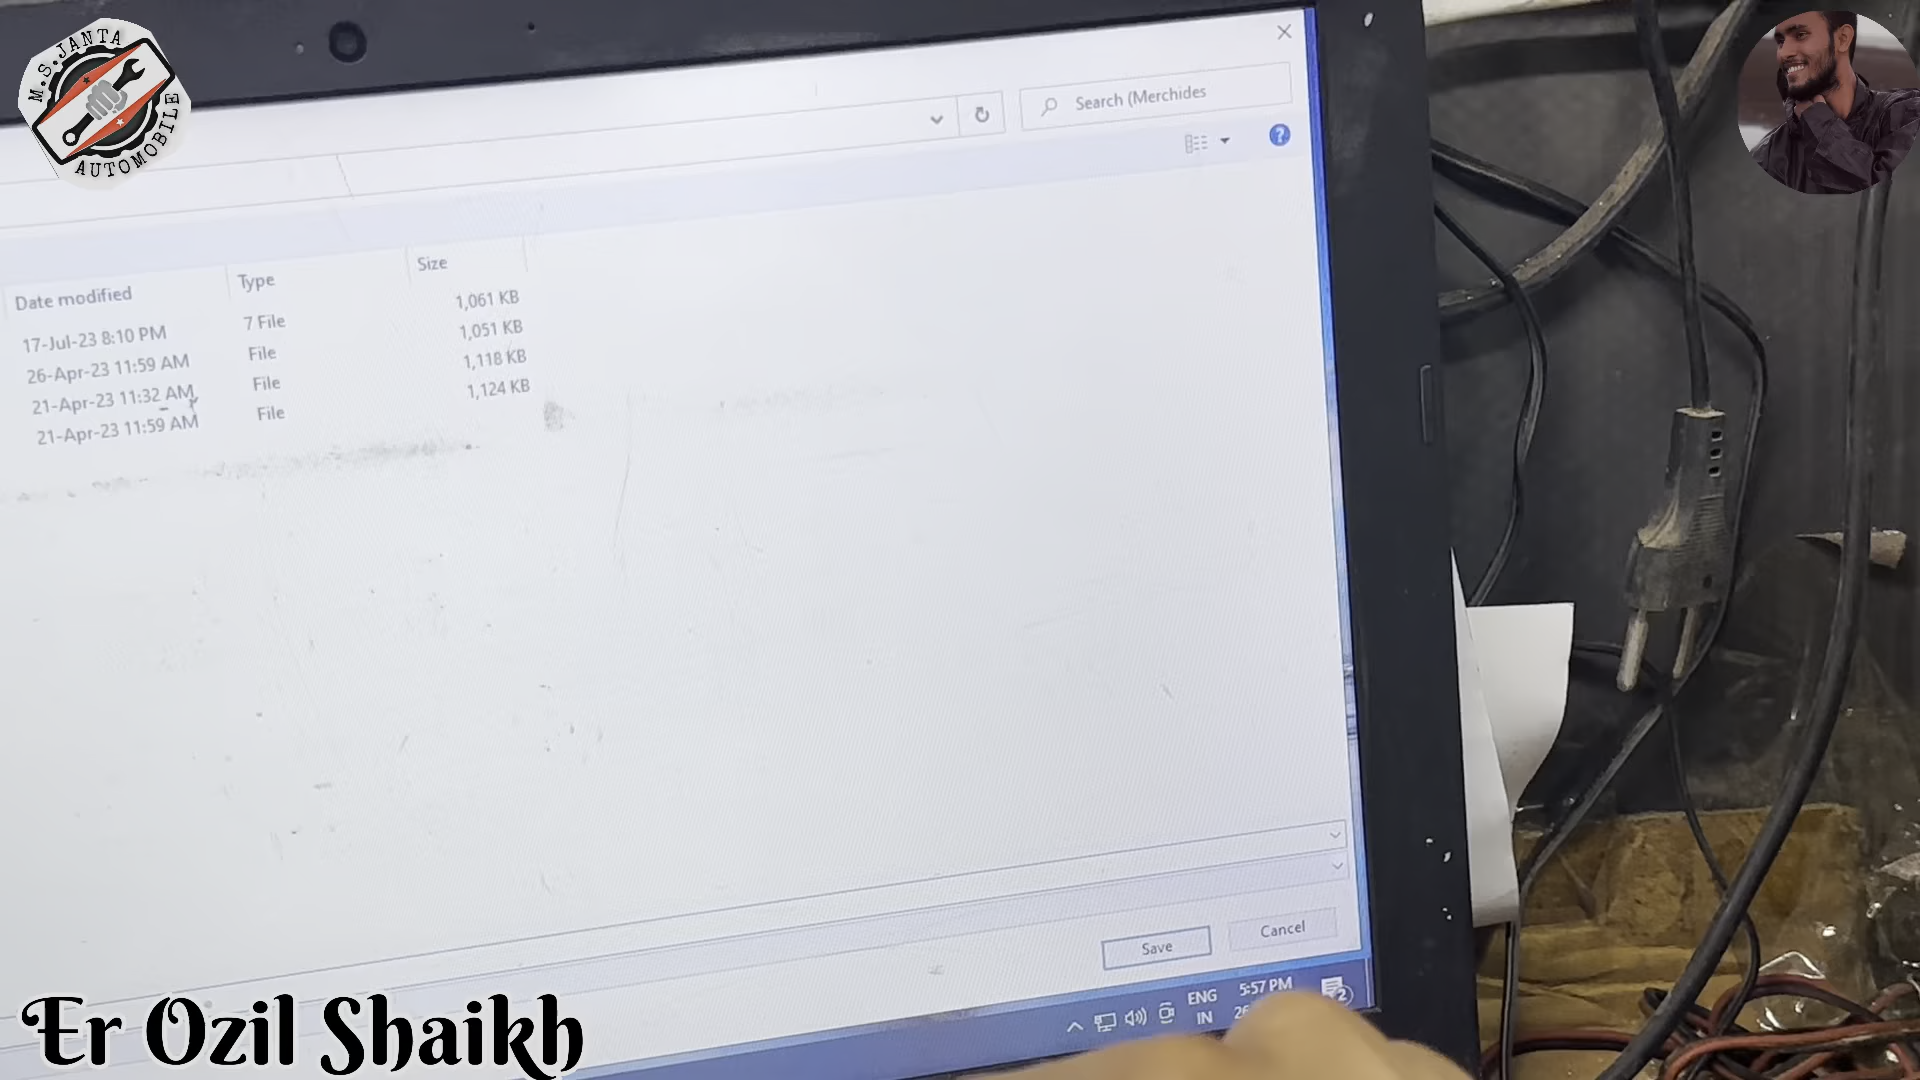 M.S.JANTA
AUTOMOBILE
Search (Merchides
Date modified Type Size
17-Jul-23 8:10 PM 7 File 1,061 KB
26-Apr-23 11:59 AM File 1,051 KB
21-Apr-23 11:32 AM File 1,118 KB
21-Apr-23 11:59 AM File 1,124 KB
Save Cancel
ENG 5:57 PM
IN 26
2
Er Ozil Shaikh